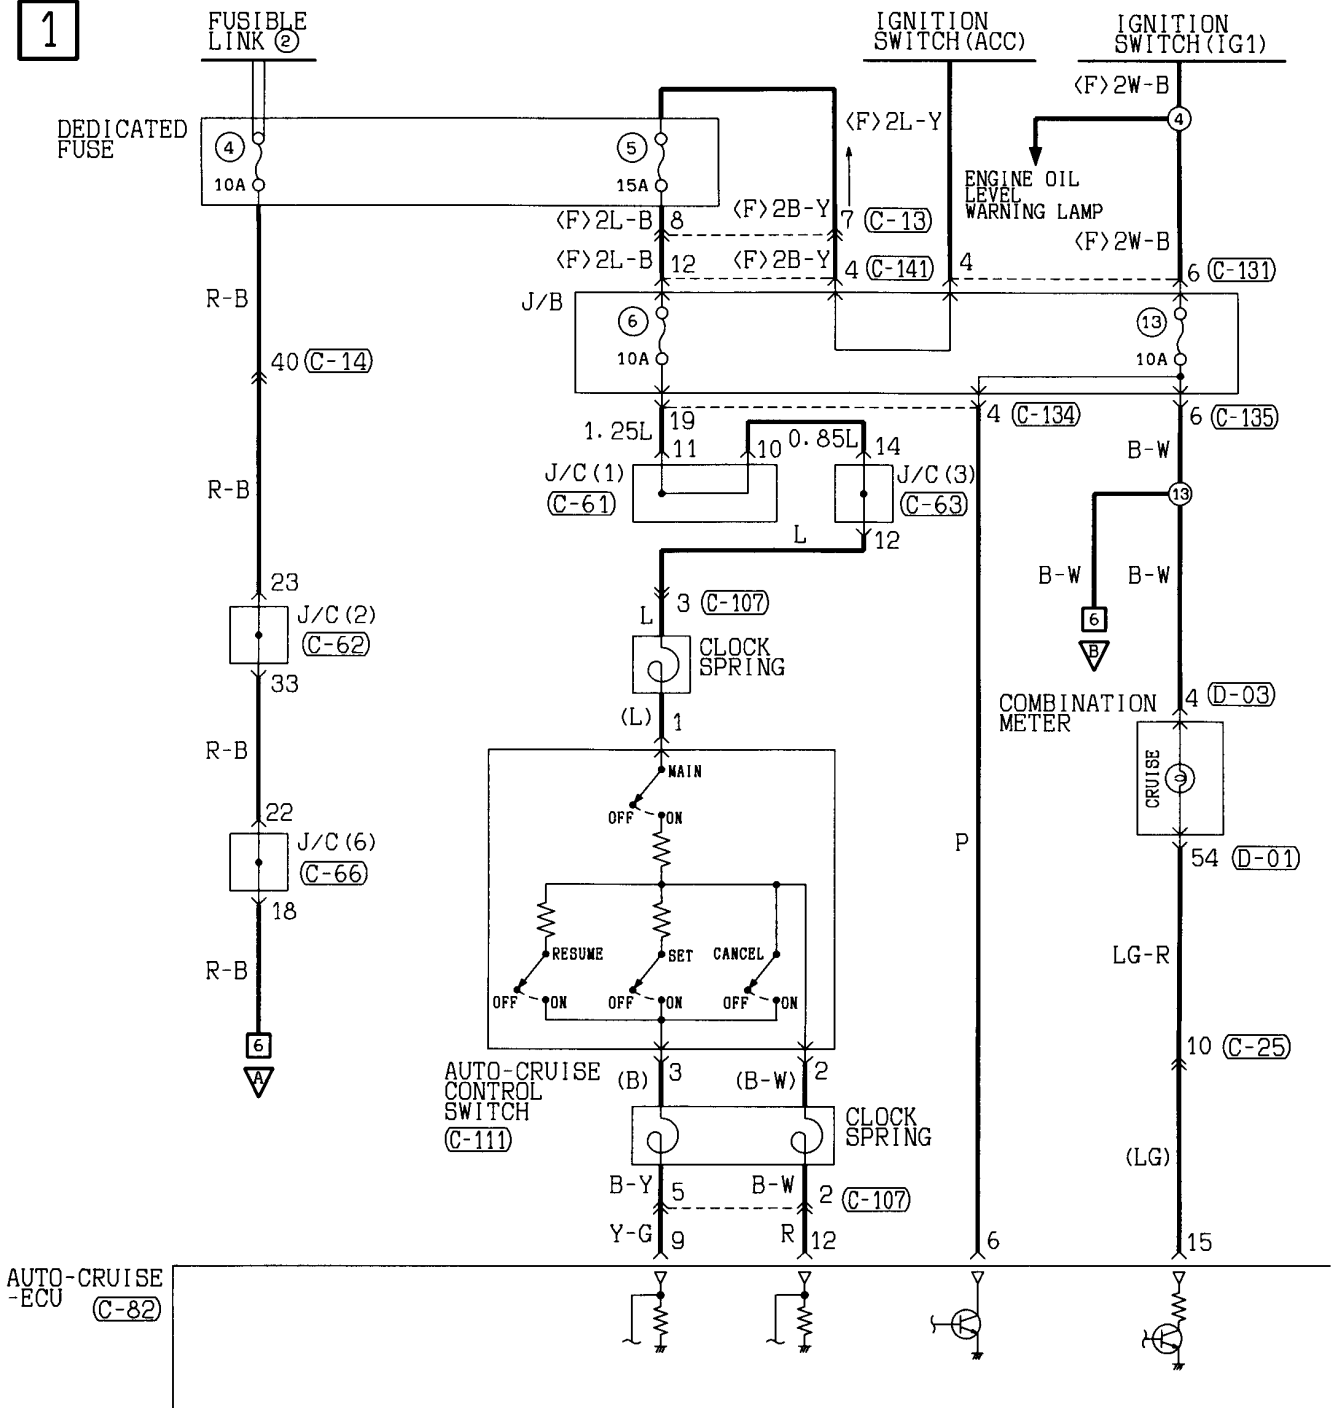 1
FUSIBLE
LINK ②
IGNITION
SWITCH(ACC)
IGNITION
SWITCH(IG1)
<F>2W-B
DEDICATED
FUSE
4
10A
5
15A
<F>2L-Y
4
ENGINE OIL
LEVEL
WARNING LAMP
<F>2L-B
8
<F>2B-Y
7
C-13
<F>2W-B
<F>2L-B
12
<F>2B-Y
4
C-141
4
6
C-131
R-B
J/B
6
10A
13
10A
40
C-14
19
4
C-134
6
C-135
1.25L
11
10
0.85L
14
B-W
J/C(1)
C-61
J/C(3)
C-63
13
R-B
L
12
B-W
B-W
23
3
C-107
L
6
B
J/C(2)
C-62
CLOCK
SPRING
33
(L)
1
COMBINATION
METER
4
D-03
R-B
MAIN
OFF
ON
CRUISE
22
J/C(6)
C-66
P
54
D-01
18
RESUME
SET
CANCEL
LG-R
R-B
OFF
ON
OFF
ON
OFF
ON
6
A
10
C-25
AUTO-CRUISE
CONTROL
SWITCH
C-111
(B)
3
(B-W)
2
CLOCK
SPRING
(LG)
B-Y
5
B-W
2
C-107
Y-G
9
R
12
6
15
AUTO-CRUISE
-ECU
C-82